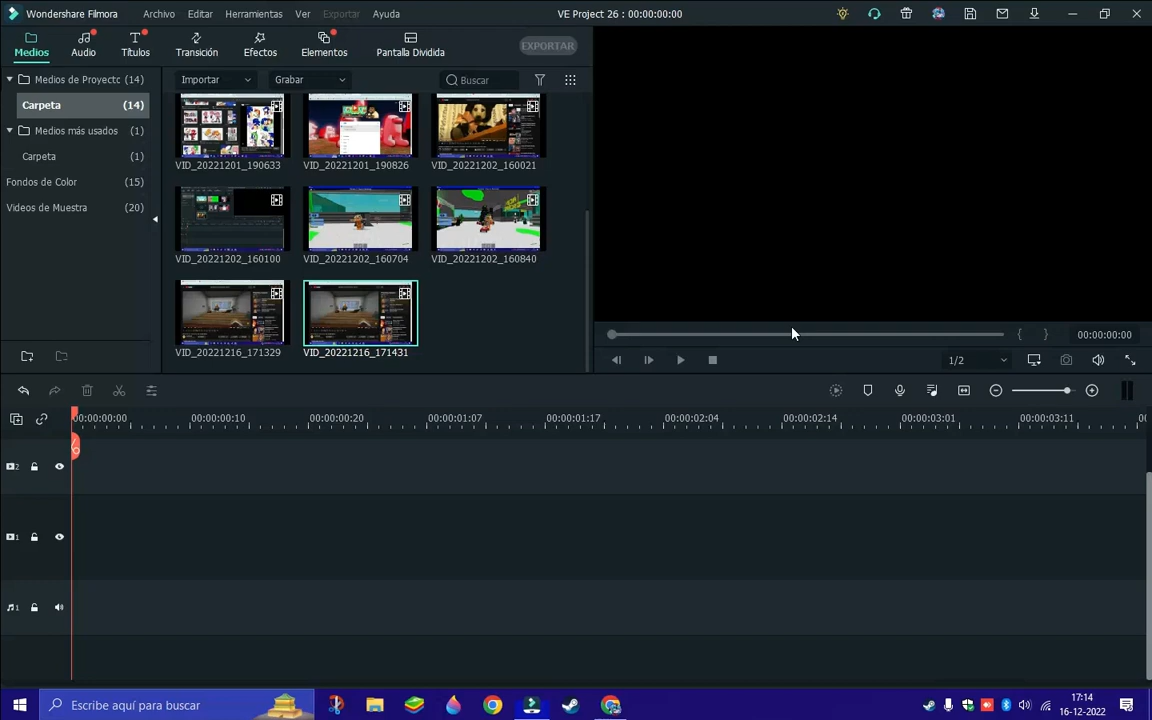 Wondershare Filmora
Archivo
Editar
Herramientas
Ver
Exportar
Ayuda
VE Project 26 : 00:00:00:00
Medios
Audio
Títulos
Transición
Efectos
Elementos
Pantalla Dividida
EXPORTAR
Medios de Proyectc (14)
Carpeta (14)
Medios más usados (1)
Carpeta (1)
Fondos de Color (15)
Videos de Muestra (20)
Importar
Grabar
Buscar
VID_20221201_190633
VID_20221201_190826
VID_20221202_160021
VID_20221202_160100
VID_20221202_160704
VID_20221202_160840
VID_20221216_171329
VID_20221216_171431
{ }
00:00:00:00
1/2
00:00:00:00
00:00:00:10
00:00:00:20
00:00:01:07
00:00:01:17
00:00:02:04
00:00:02:14
00:00:03:01
00:00:03:11
00
2
1
1
Escribe aquí para buscar
17:14
16-12-2022